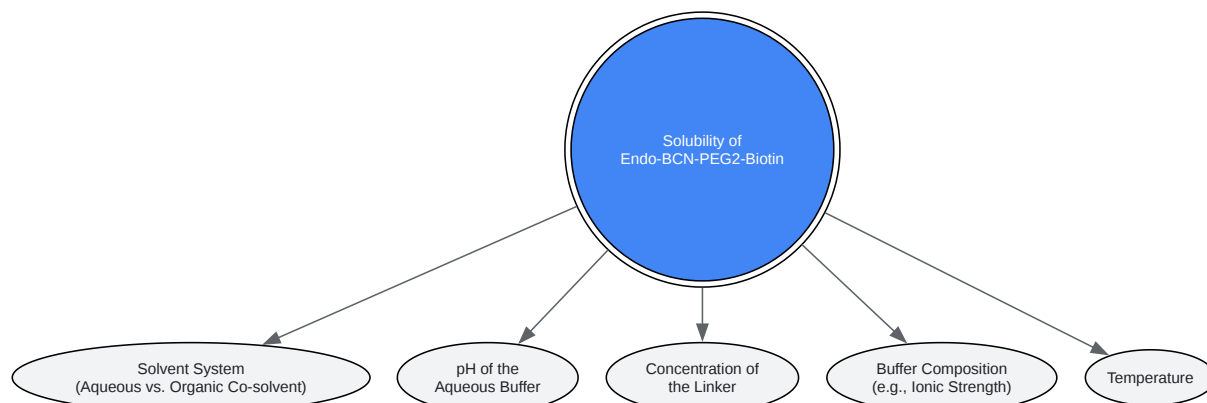 Solubility of
Endo-BCN-PEG2-Biotin
Solvent System
(Aqueous vs. Organic Co-solvent)
pH of the
Aqueous Buffer
Concentration of
the Linker
Buffer Composition
(e.g., Ionic Strength)
Temperature